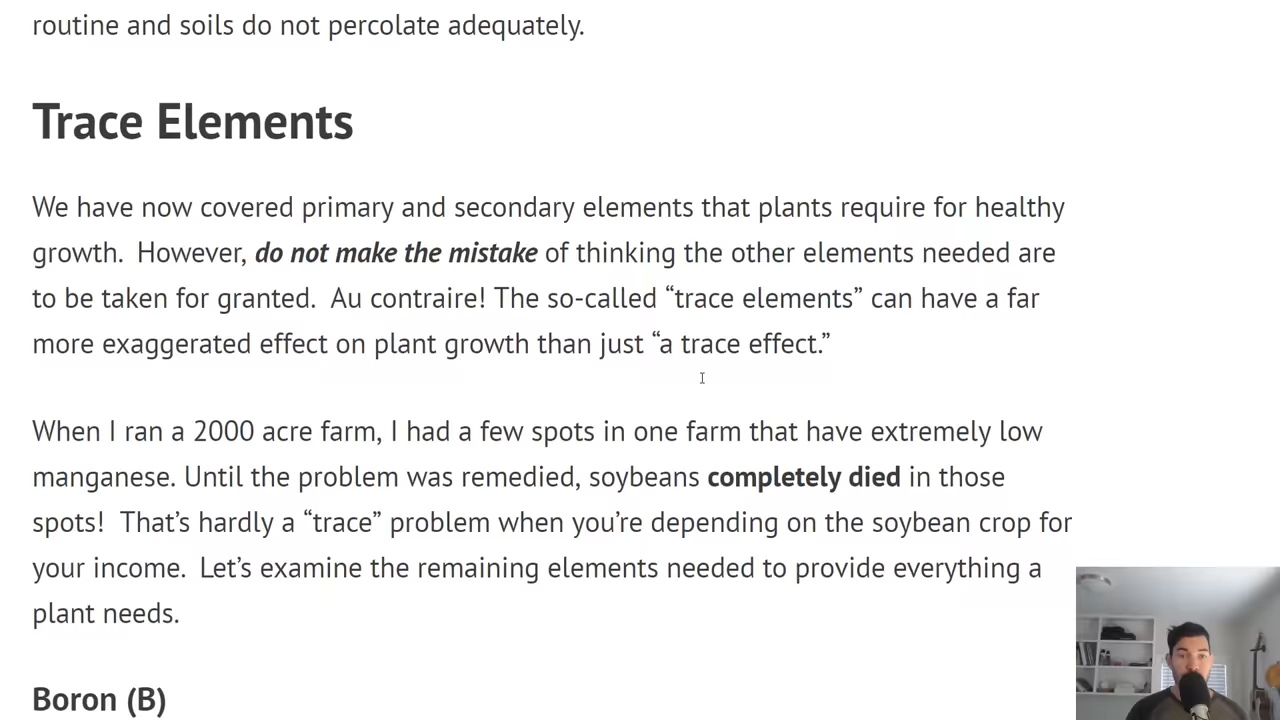 routine and soils do not percolate adequately.
Trace Elements
We have now covered primary and secondary elements that plants require for healthy
growth.  However, do not make the mistake of thinking the other elements needed are
to be taken for granted.  Au contraire! The so-called “trace elements” can have a far
more exaggerated effect on plant growth than just “a trace effect.”
When I ran a 2000 acre farm, I had a few spots in one farm that have extremely low
manganese. Until the problem was remedied, soybeans completely died in those
spots!  That’s hardly a “trace” problem when you’re depending on the soybean crop for
your income.  Let’s examine the remaining elements needed to provide everything a
plant needs.
Boron (B)